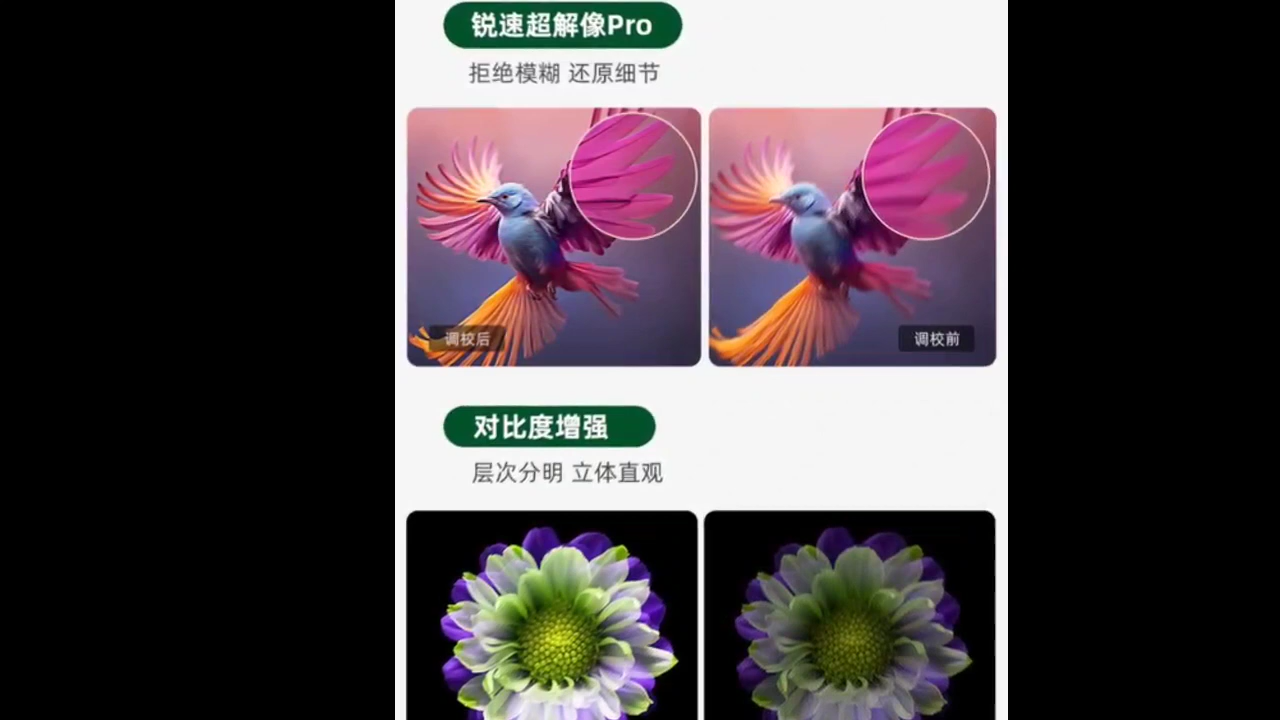 锐速超解像Pro
拒绝模糊 还原细节
调校后
调校前
对比度增强
层次分明 立体直观